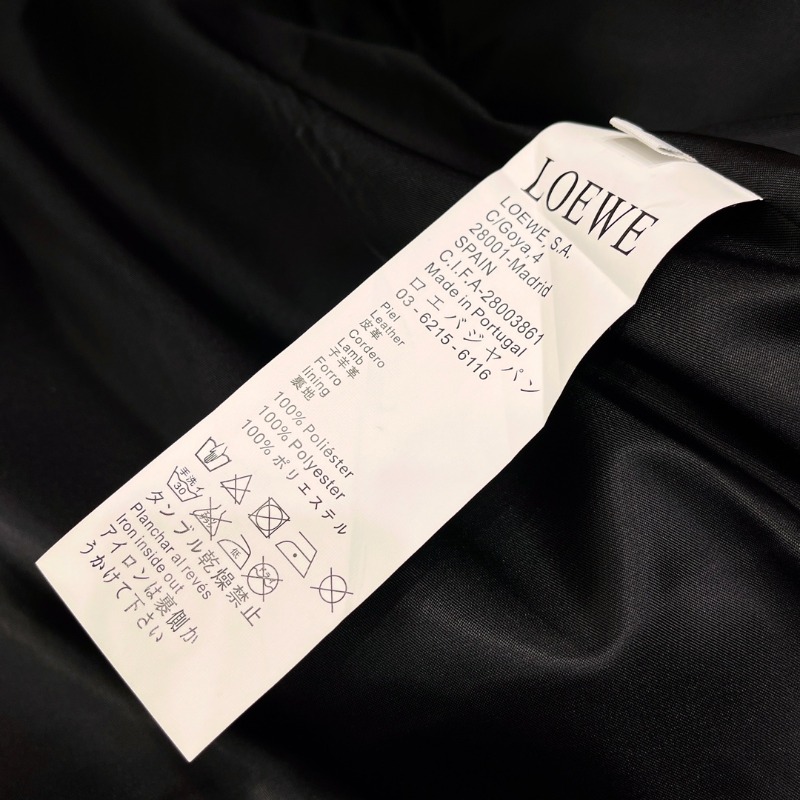 LOEWE
LOEWE, S.A.
C/Goya,4
28001-Madrid
SPAIN
C.I.F.A-28003861
Made in Portugal
ロエバジャパン
03-6215-6116
Piel
Leather
皮革
Cordero
Lamb
子羊革
Forro
lining
裏地
100% Poliéster
100% Polyester
100% ポリエステル
手洗イ
30
低
タンブル乾燥禁止
Planchar al revés
Iron inside out
アイロンは裏側か
うかけて下さい